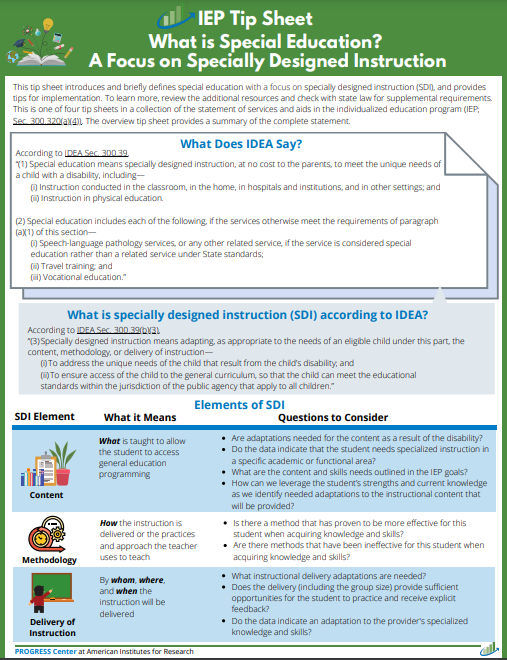 IEP Tip Sheet
What is Special Education?
A Focus on Specially Designed Instruction
This tip sheet introduces and briefly defines special education with a focus on specially designed instruction (SDI), and provides
tips for implementation. To learn more, review the additional resources and check with state law for supplemental requirements.
This is one of four tip sheets in a collection of the statement of services and aids in the individualized education program (IEP;
Sec. 300.320(a)(4)). The overview tip sheet provides a summary of the complete statement.
What Does IDEA Say?
According to IDEA Sec. 300.39,
"(1) Special education means specially designed instruction, at no cost to the parents, to meet the unique needs of
a child with a disability, including—
(i) Instruction conducted in the classroom, in the home, in hospitals and institutions, and in other settings; and
(ii) Instruction in physical education.
(2) Special education includes each of the following, if the services otherwise meet the requirements of paragraph
(a)(1) of this section—
(i) Speech-language pathology services, or any other related service, if the service is considered special
education rather than a related service under State standards;
(ii) Travel training; and
(iii) Vocational education."
What is specially designed instruction (SDI) according to IDEA?
According to IDEA Sec. 300.39(b)(3),
"(3)Specially designed instruction means adapting, as appropriate to the needs of an eligible child under this part, the
content, methodology, or delivery of instruction—
(i)To address the unique needs of the child that result from the child's disability; and
(ii)To ensure access of the child to the general curriculum, so that the child can meet the educational
standards within the jurisdiction of the public agency that apply to all children."
Elements of SDI
SDI Element What it Means Questions to Consider
Content
What is taught to allow
the student to access
general education
programming
• Are adaptations needed for the content as a result of the disability?
• Do the data indicate that the student needs specialized instruction in
a specific academic or functional area?
• What are the content and skills needs outlined in the IEP goals?
• How can we leverage the student's strengths and current knowledge
as we identify needed adaptations to the instructional content that
will be provided?
Methodology
How the instruction is
delivered or the practices
and approach the teacher
uses to teach
• Is there a method that has proven to be more effective for this
student when acquiring knowledge and skills?
• Are there methods that have been ineffective for this student when
acquiring knowledge and skills?
Delivery of
Instruction
By whom, where,
and when the
instruction will be
delivered
• What instructional delivery adaptations are needed?
• Does the delivery (including the group size) provide sufficient
opportunities for the student to practice and receive explicit
feedback?
• Do the data indicate an adaptation to the provider's specialized
knowledge and skills?
PROGRESS Center at American Institutes for Research